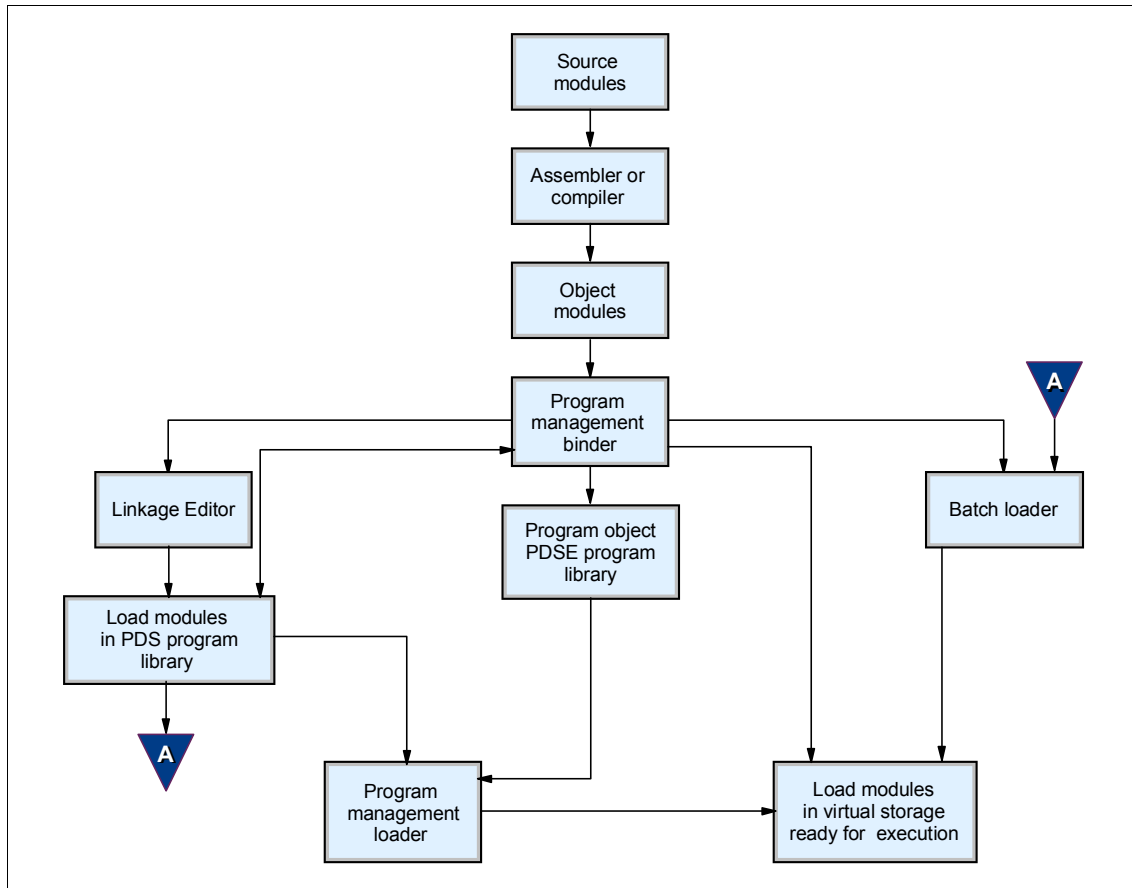 Source
modules
Assembler or
compiler
Object
modules
Program
management
binder
A
Linkage Editor
Program object
PDSE program
library
Batch loader
Load modules
in PDS program
library
A
Program
management
loader
Load modules
in virtual storage
ready for execution